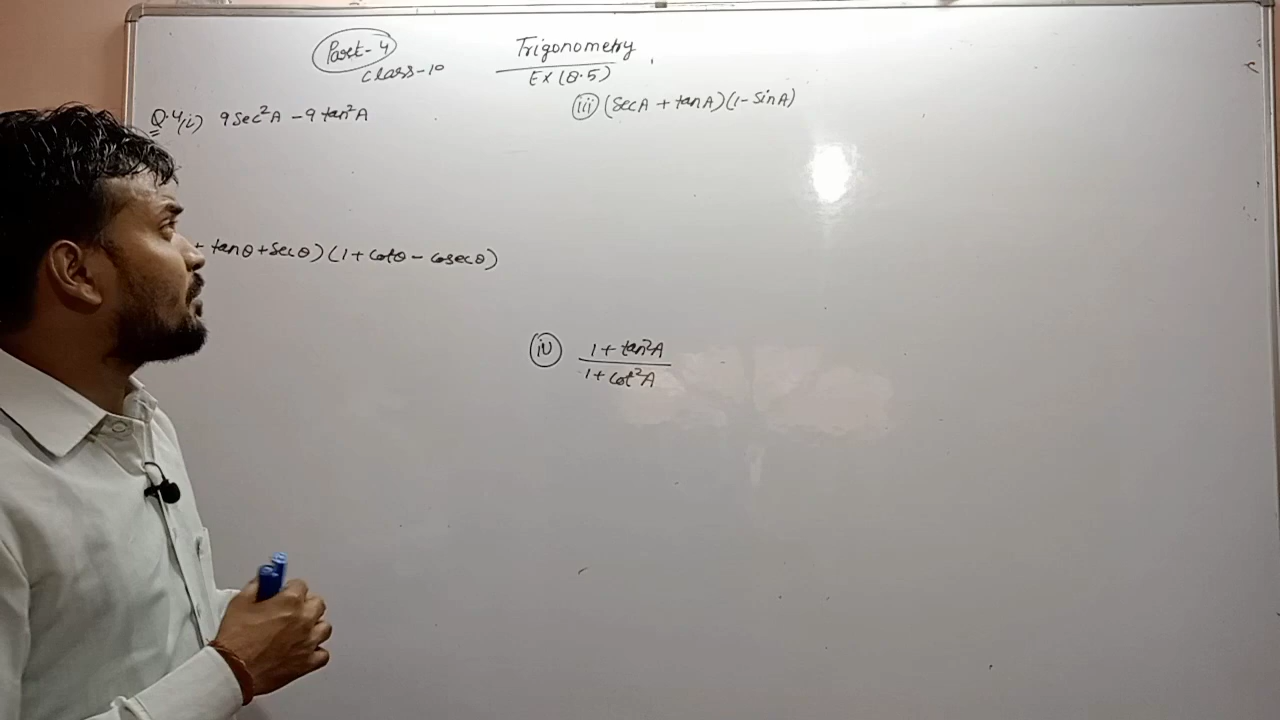 Part-4
Class-10
Trigonometry
Ex (8.5)
Q.4(i) 9 sec²A - 9 tan²A
(iii) (SecA + tanA)(1 - SinA)
+ tanθ + secθ) (1 + cotθ - cosecθ)
(iv) 1 + tan²A
1 + cot²A